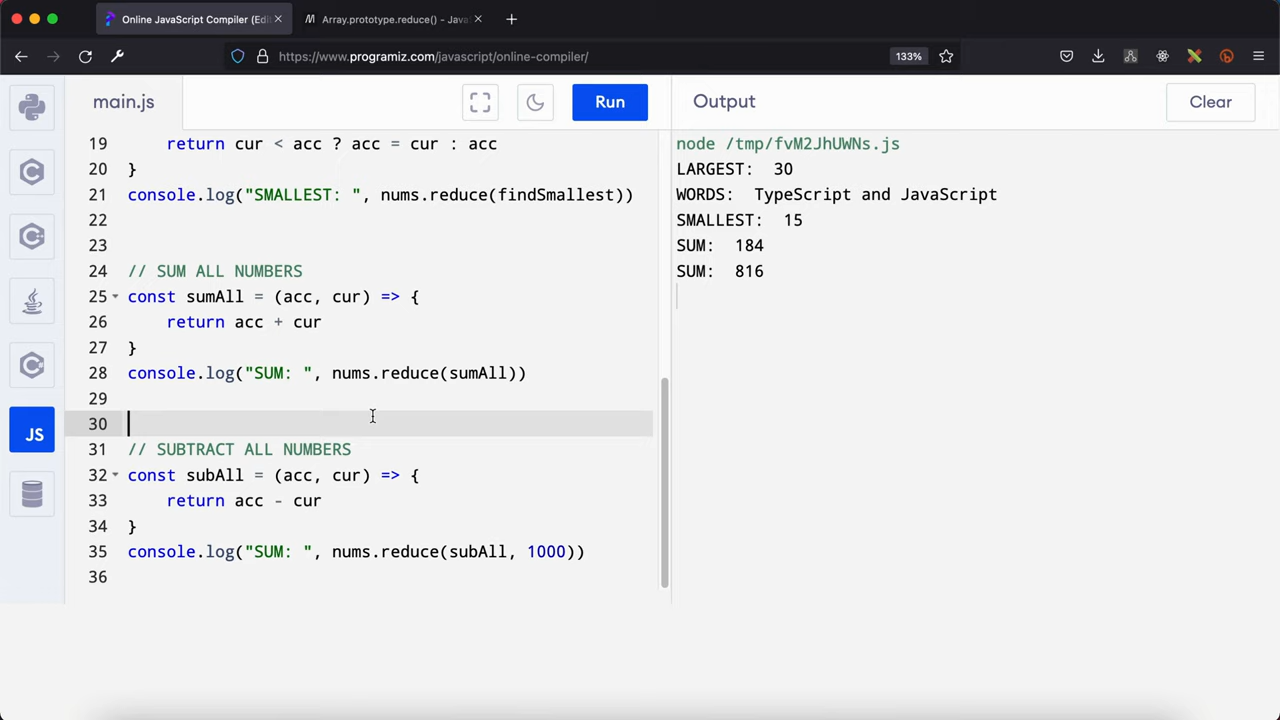 Online JavaScript Compiler (Edi
Array.prototype.reduce() - Java
https://www.programiz.com/javascript/online-compiler/
133%
main.js
Run
Output
Clear
19 return cur < acc ? acc = cur : acc
20 }
21 console.log("SMALLEST: ", nums.reduce(findSmallest))
22
23
24 // SUM ALL NUMBERS
25 const sumAll = (acc, cur) => {
26 return acc + cur
27 }
28 console.log("SUM: ", nums.reduce(sumAll))
29
30
31 // SUBTRACT ALL NUMBERS
32 const subAll = (acc, cur) => {
33 return acc - cur
34 }
35 console.log("SUM: ", nums.reduce(subAll, 1000))
36
JS
node /tmp/fvM2JhUWNs.js
LARGEST:  30
WORDS:  TypeScript and JavaScript
SMALLEST:  15
SUM:  184
SUM:  816